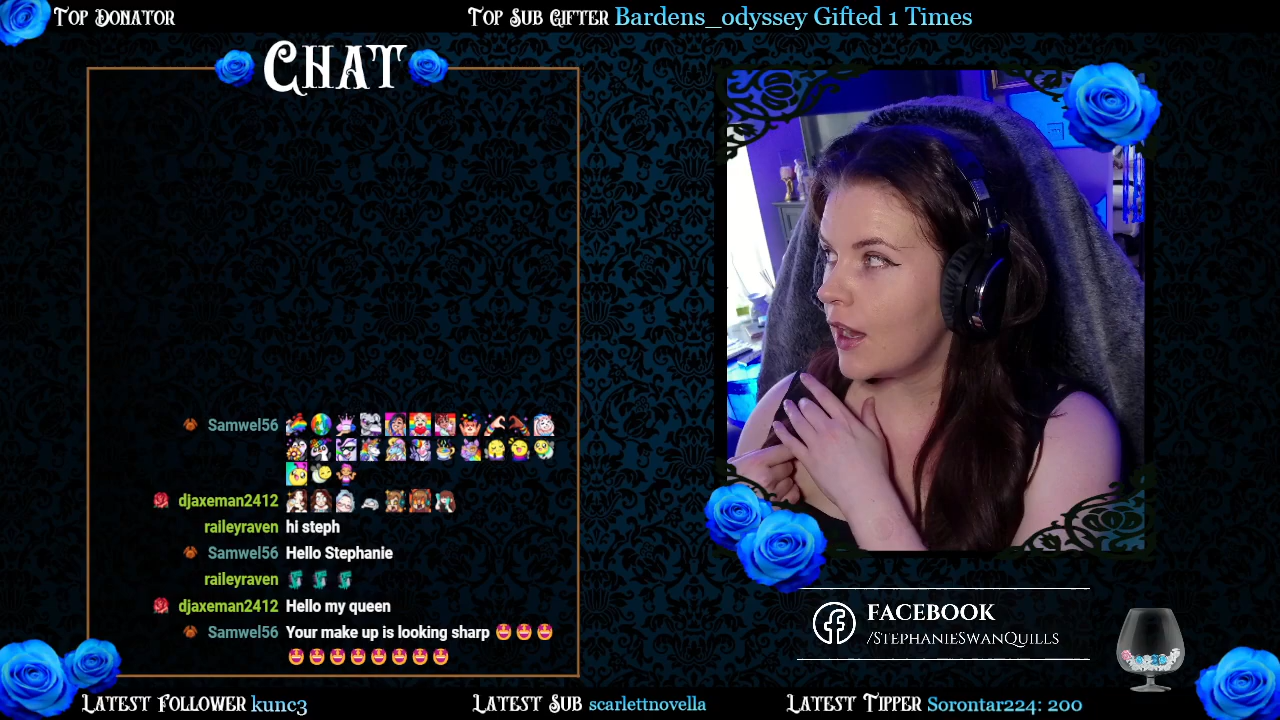 Top Donator
Top Sub Gifter Bardens_odyssey Gifted 1 Times
Chat
Samwel56
djaxeman2412
raileyraven hi steph
Samwel56 Hello Stephanie
raileyraven
djaxeman2412 Hello my queen
Samwel56 Your make up is looking sharp
Facebook
/StephanieSwanQuills
Latest Follower kunc3
Latest Sub scarlettnovella
Latest Tipper Sorontar224: 200